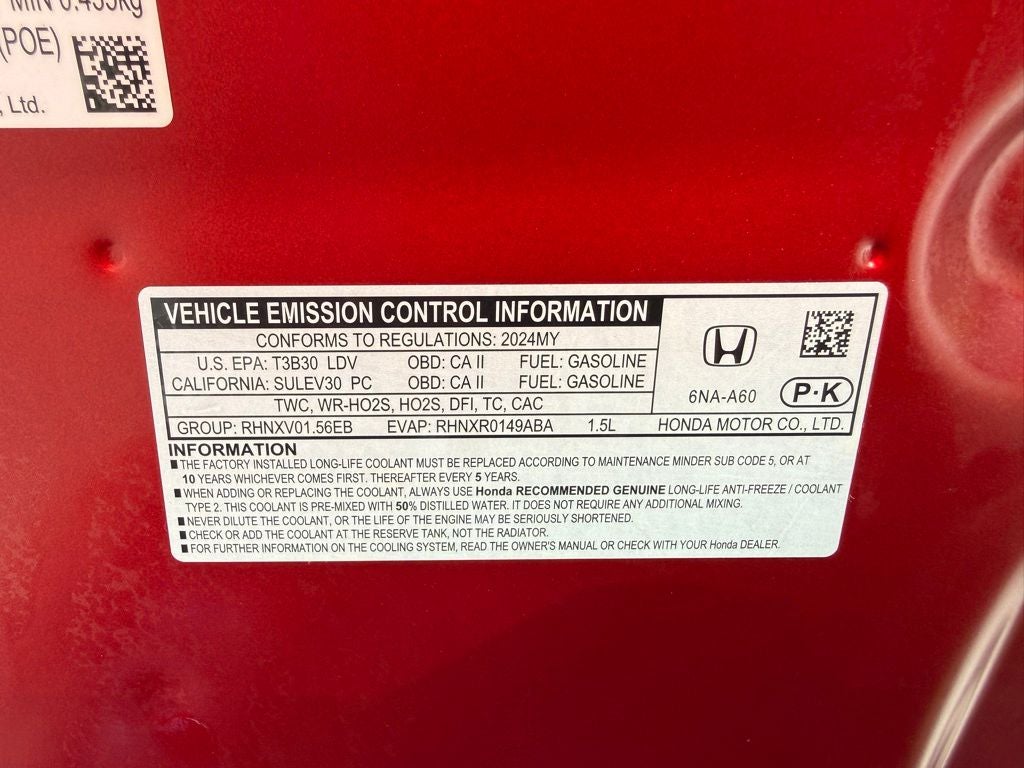 MIN 0.455kg
(POE)
, Ltd.
VEHICLE EMISSION CONTROL INFORMATION
CONFORMS TO REGULATIONS: 2024MY
U.S. EPA: T3B30 LDV OBD: CA II FUEL: GASOLINE
CALIFORNIA: SULEV30 PC OBD: CA II FUEL: GASOLINE
TWC, WR-HO2S, HO2S, DFI, TC, CAC
6NA-A60 P·K
GROUP: RHNXV01.56EB EVAP: RHNXR0149ABA 1.5L HONDA MOTOR CO., LTD.
INFORMATION
■ THE FACTORY INSTALLED LONG-LIFE COOLANT MUST BE REPLACED ACCORDING TO MAINTENANCE MINDER SUB CODE 5, OR AT
10 YEARS WHICHEVER COMES FIRST. THEREAFTER EVERY 5 YEARS.
■ WHEN ADDING OR REPLACING THE COOLANT, ALWAYS USE Honda RECOMMENDED GENUINE LONG-LIFE ANTI-FREEZE / COOLANT
TYPE 2. THIS COOLANT IS PRE-MIXED WITH 50% DISTILLED WATER. IT DOES NOT REQUIRE ANY ADDITIONAL MIXING.
■ NEVER DILUTE THE COOLANT, OR THE LIFE OF THE ENGINE MAY BE SERIOUSLY SHORTENED.
■ CHECK OR ADD THE COOLANT AT THE RESERVE TANK, NOT THE RADIATOR.
■ FOR FURTHER INFORMATION ON THE COOLING SYSTEM, READ THE OWNER'S MANUAL OR CHECK WITH YOUR Honda DEALER.